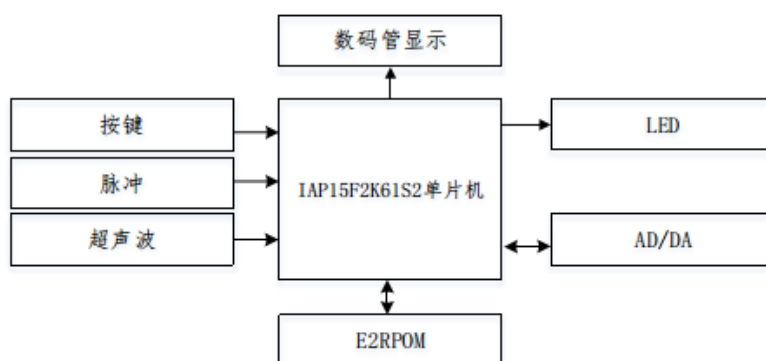 数码管显示
按键
LED
脉冲
IAP15F2K61S2单片机
超声波
AD/DA
E2RPOM